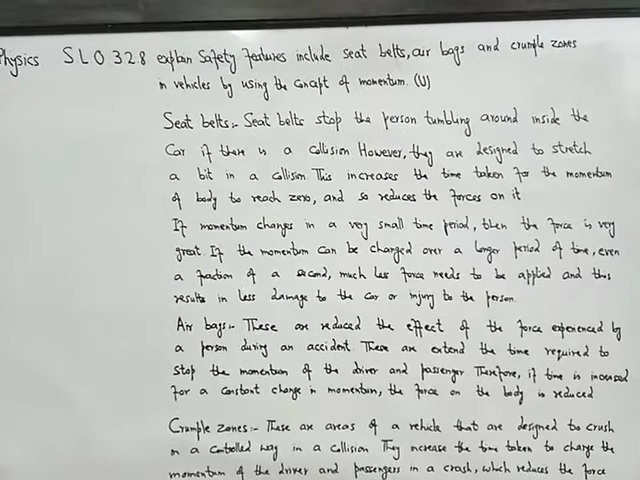 Physics SLO 3.2.8 explain Safety features include seat belts, air bags and crumple zones
in vehicles by using the concept of momentum. (U)
Seat belts:- Seat belts stop the person tumbling around inside the
Car if there is a collision However, they are designed to stretch
a bit in a collision. This increases the time taken for the momentum
of body to reach zero, and so reduces the forces on it
If momentum changes in a very small time period, then the force is very
great. If the momentum can be changed over a longer period of time, even
a fraction of a second, much less force needs to be applied and thus
results in less damage to the car or injury to the person.
Air bags:- These are reduced the effect of the force experienced by
a person during an accident. These are extend the time required to
stop the momentum of the driver and passenger Therefore, if time is increased
for a constant change in momentum, the force on the body is reduced
Crumple zones:- These are areas of a vehicle that are designed to crush
in a controlled way in a collision They increase the time taken to change the
momentum of the driver and passengers in a crash, which reduces the force